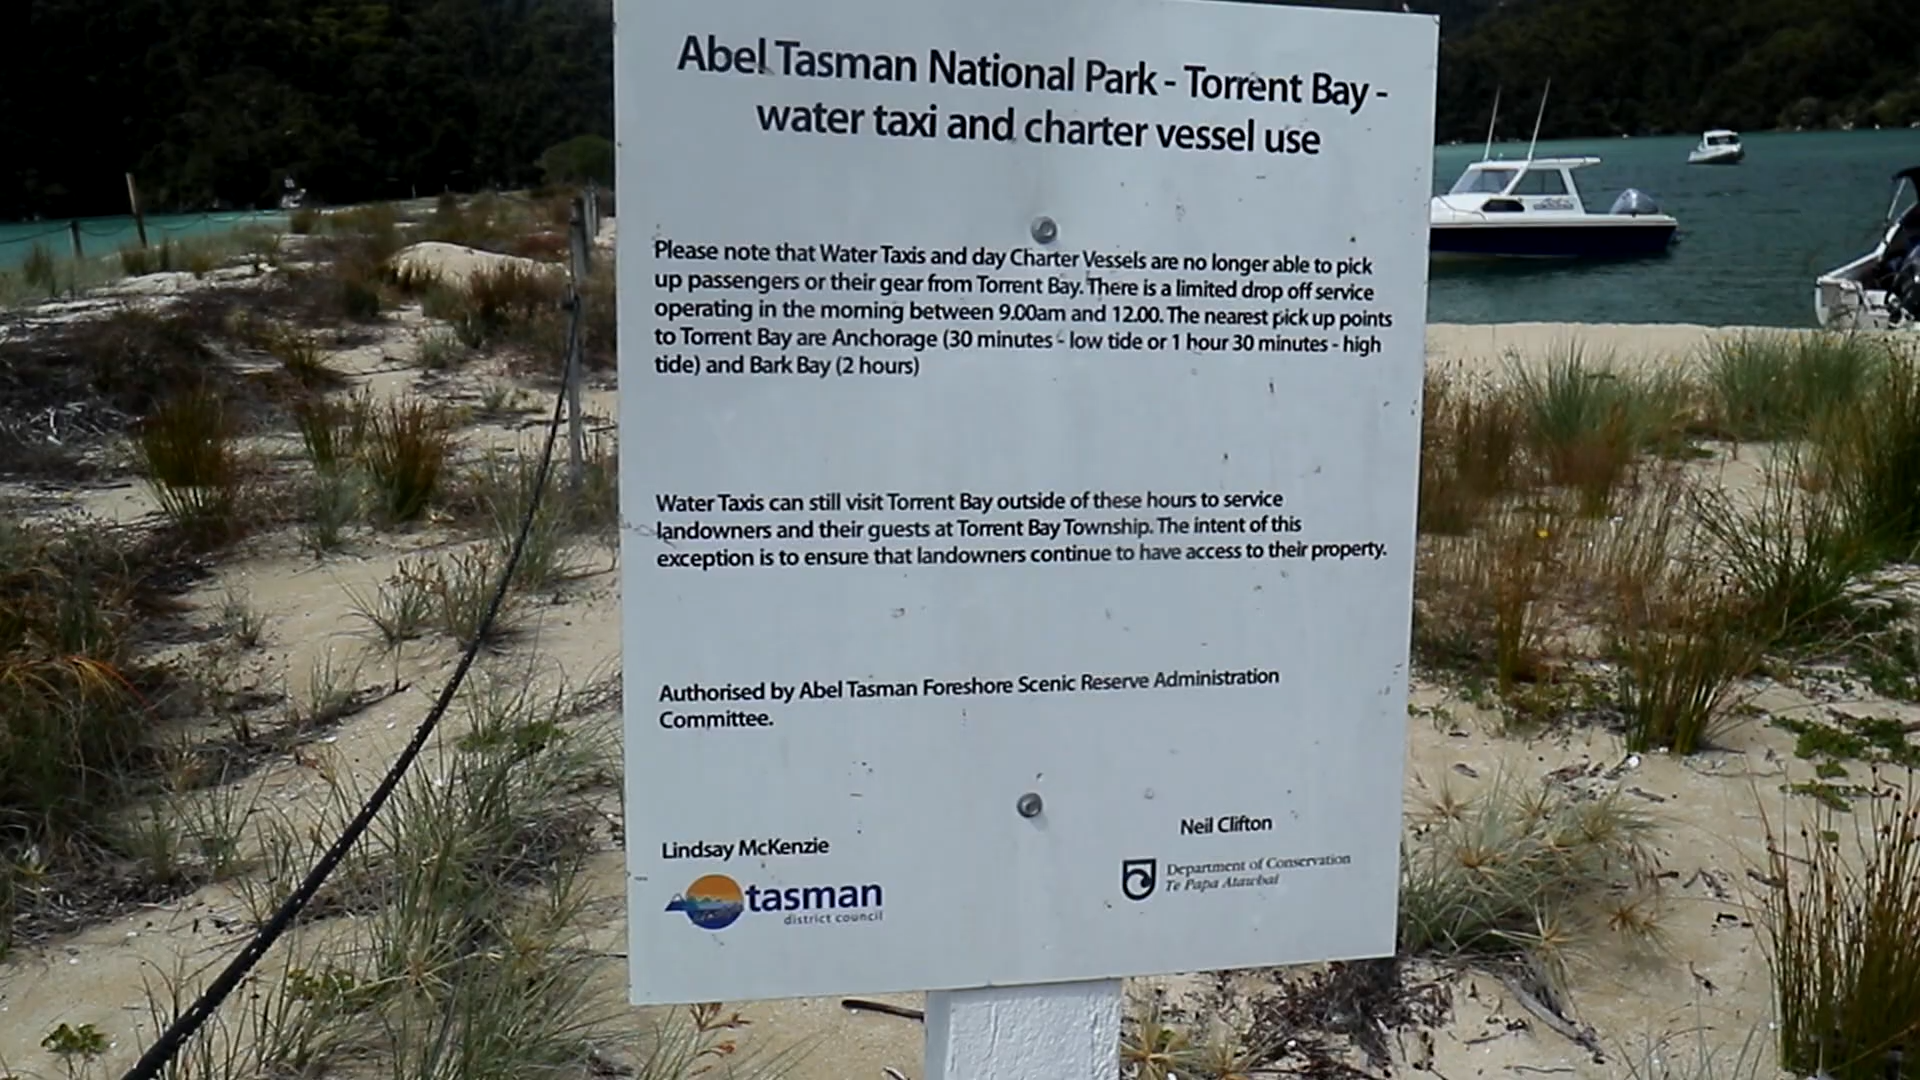 Abel Tasman National Park - Torrent Bay -
water taxi and charter vessel use
Please note that Water Taxis and day Charter Vessels are no longer able to pick
up passengers or their gear from Torrent Bay. There is a limited drop off service
operating in the morning between 9.00am and 12.00. The nearest pick up points
to Torrent Bay are Anchorage (30 minutes - low tide or 1 hour 30 minutes - high
tide) and Bark Bay (2 hours)
Water Taxis can still visit Torrent Bay outside of these hours to service
landowners and their guests at Torrent Bay Township. The intent of this
exception is to ensure that landowners continue to have access to their property.
Authorised by Abel Tasman Foreshore Scenic Reserve Administration
Committee.
Lindsay McKenzie
tasman
district council
Neil Clifton
Department of Conservation
Te Papa Atawbai